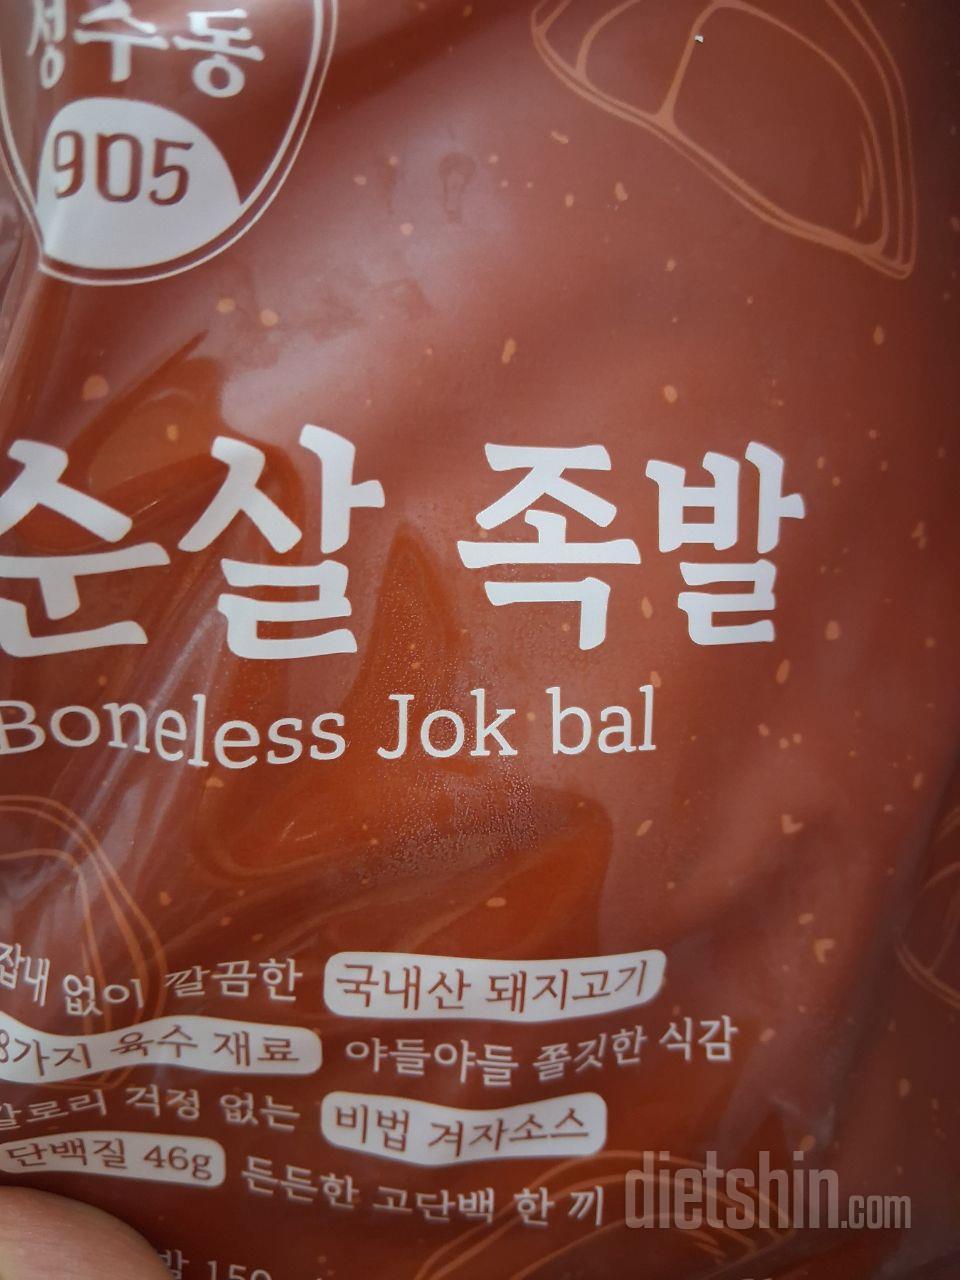 성수동
905
순살 족발
Boneless Jok bal
잡내 없이 깔끔한 국내산 돼지고기
8가지 육수 재료 야들야들 쫄깃한 식감
칼로리 걱정 없는 비법 겨자소스
단백질 46g 든든한 고단백 한 끼
발 150
dietshin.com